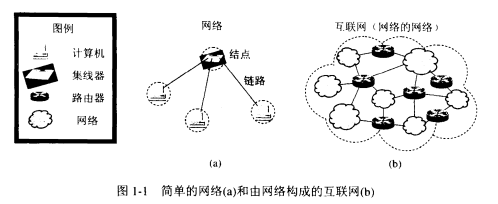 图例
计算机
集线器
路由器
网络
网络
结点
链路
(a)
互联网（网络的网络）
(b)
图 1-1 简单的网络(a)和由网络构成的互联网(b)